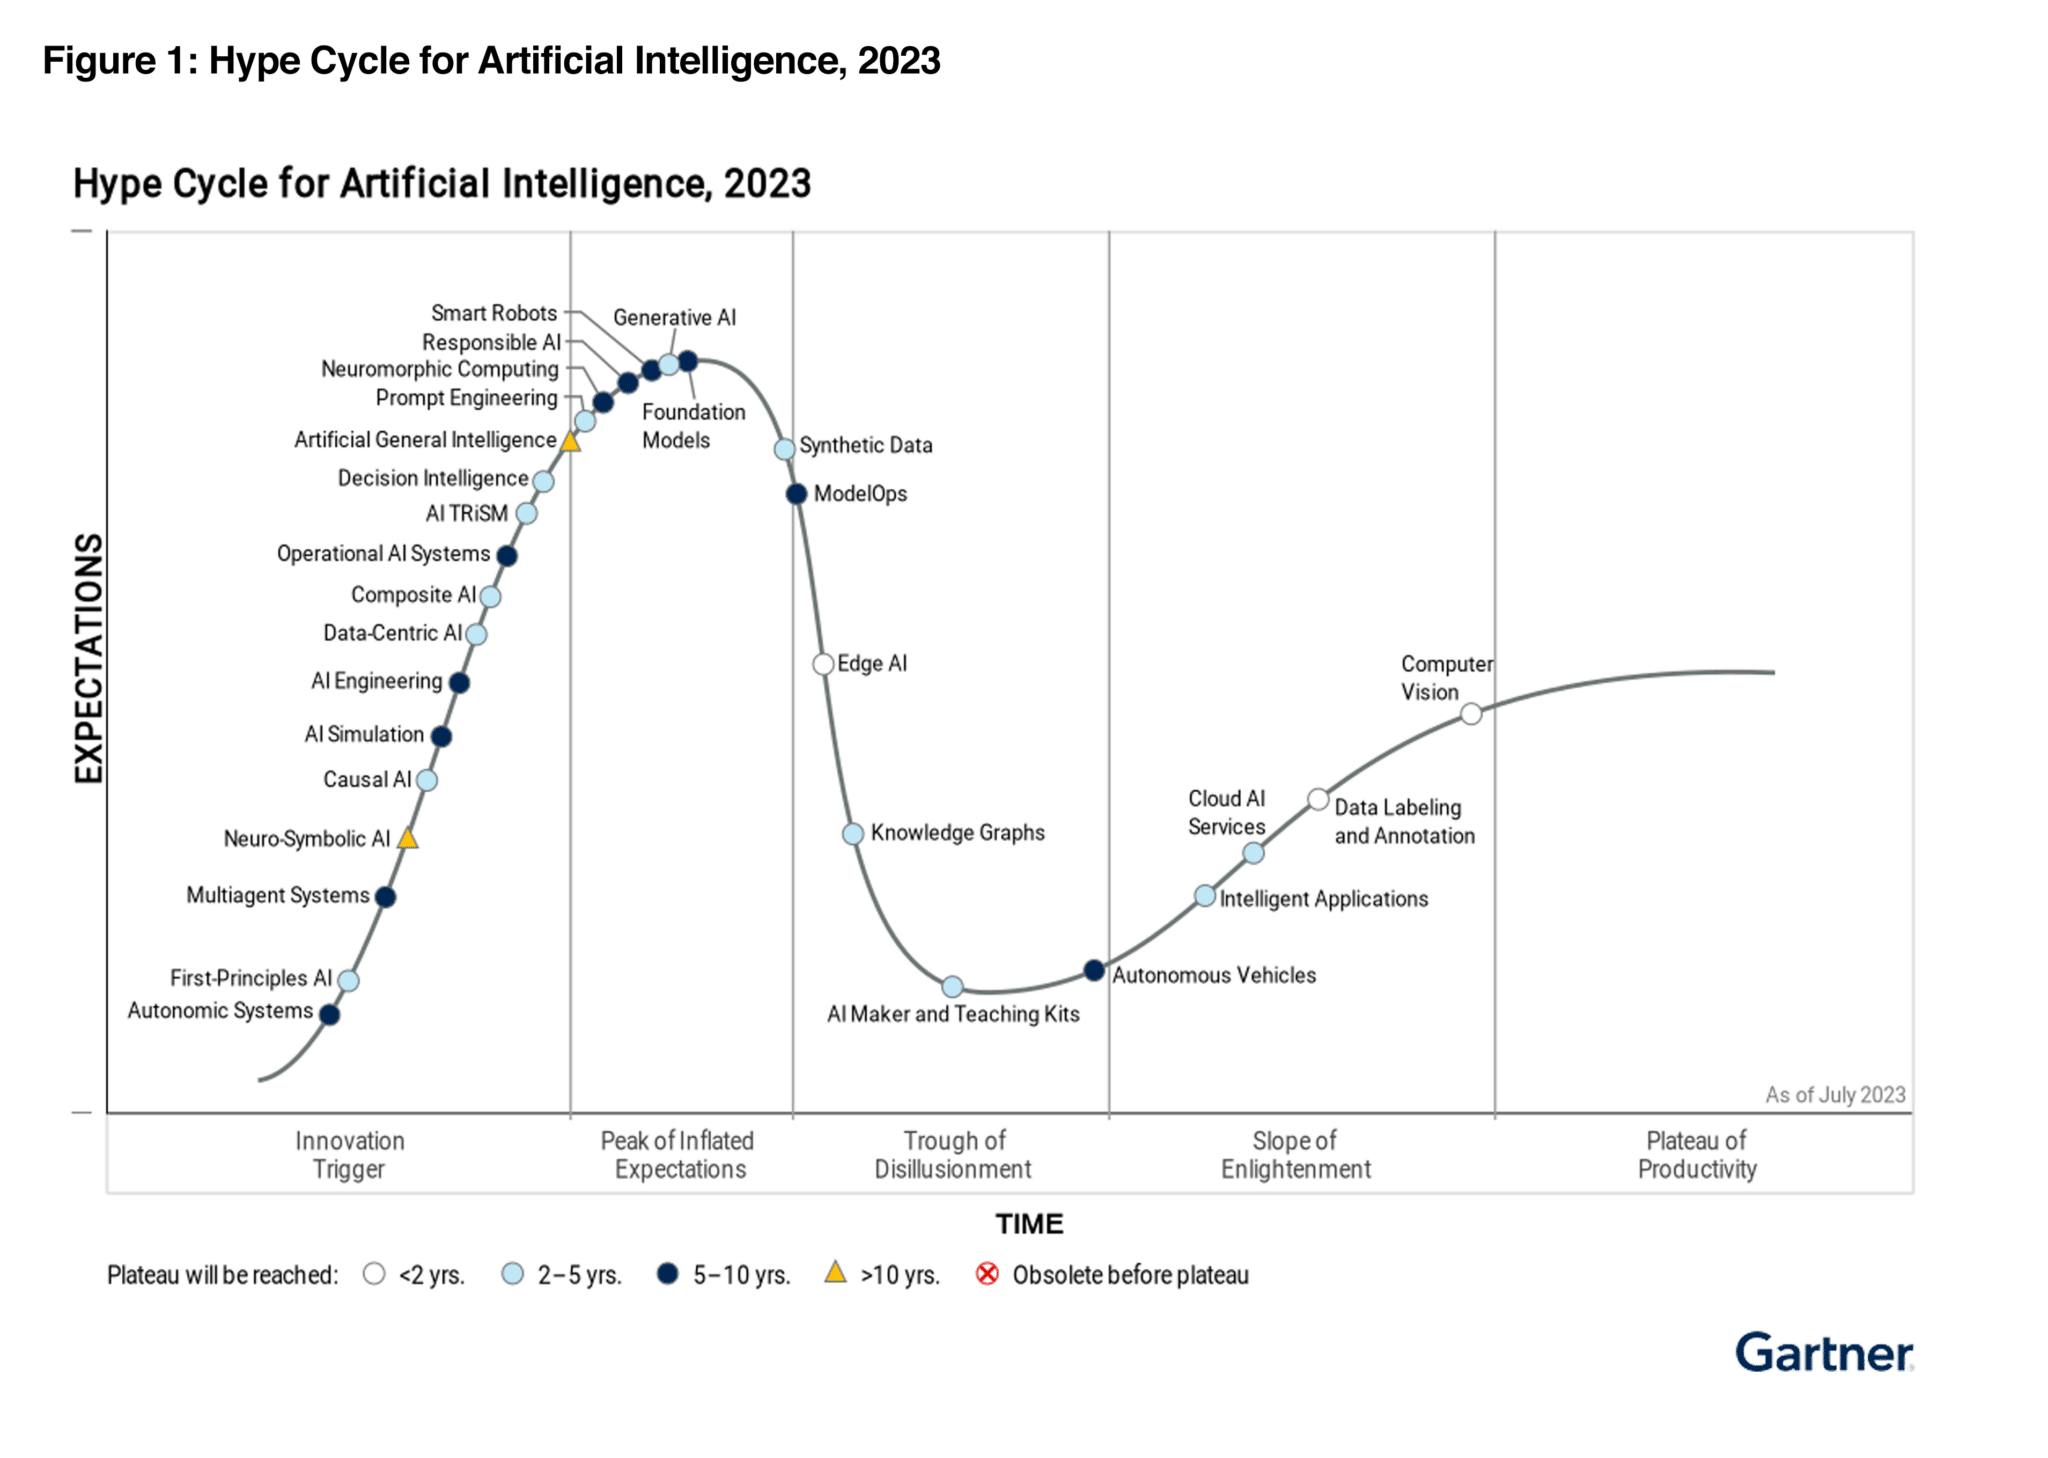 Figure 1: Hype Cycle for Artificial Intelligence, 2023
Hype Cycle for Artificial Intelligence, 2023
EXPECTATIONS
Smart Robots
Generative AI
Responsible AI
Neuromorphic Computing
Prompt Engineering
Foundation
Models
Artificial General Intelligence
Decision Intelligence
AI TRiSM
Operational AI Systems
Composite AI
Data-Centric AI
AI Engineering
AI Simulation
Causal AI
Neuro-Symbolic AI
Multiagent Systems
First-Principles AI
Autonomic Systems
Synthetic Data
ModelOps
Edge AI
Knowledge Graphs
AI Maker and Teaching Kits
Autonomous Vehicles
Intelligent Applications
Cloud AI
Services
Data Labeling
and Annotation
Computer
Vision
As of July 2023
Innovation
Trigger
Peak of Inflated
Expectations
Trough of
Disillusionment
Slope of
Enlightenment
Plateau of
Productivity
TIME
Plateau will be reached: <2 yrs. 2–5 yrs. 5–10 yrs. >10 yrs. Obsolete before plateau
Gartner